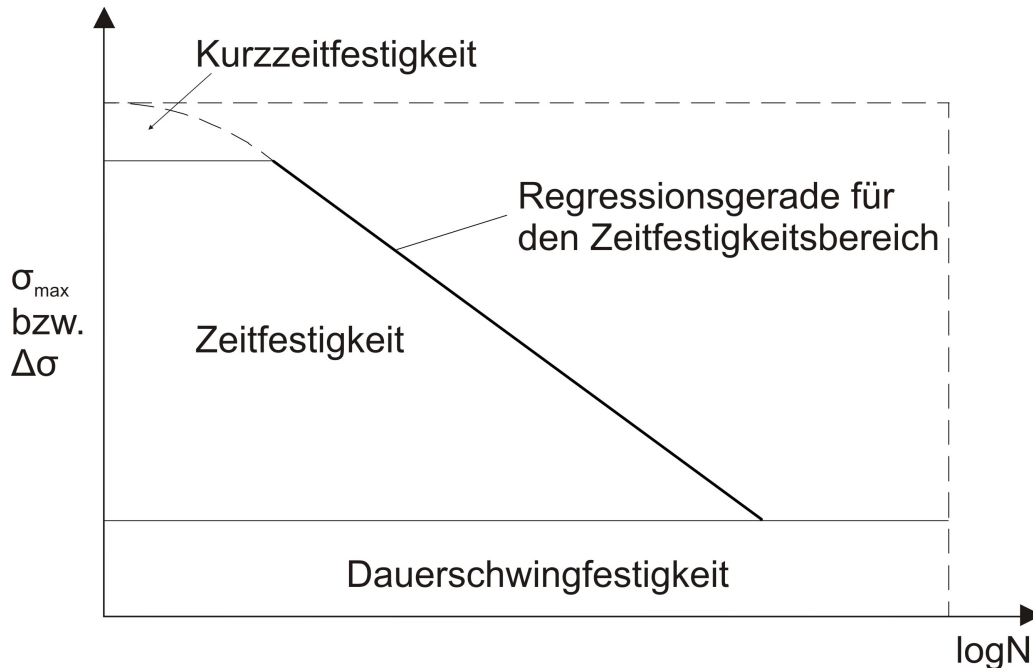 Kurzzeitfestigkeit
Regressionsgerade für
den Zeitfestigkeitsbereich
σmax
bzw.
Δσ
Zeitfestigkeit
Dauerschwingfestigkeit
logN